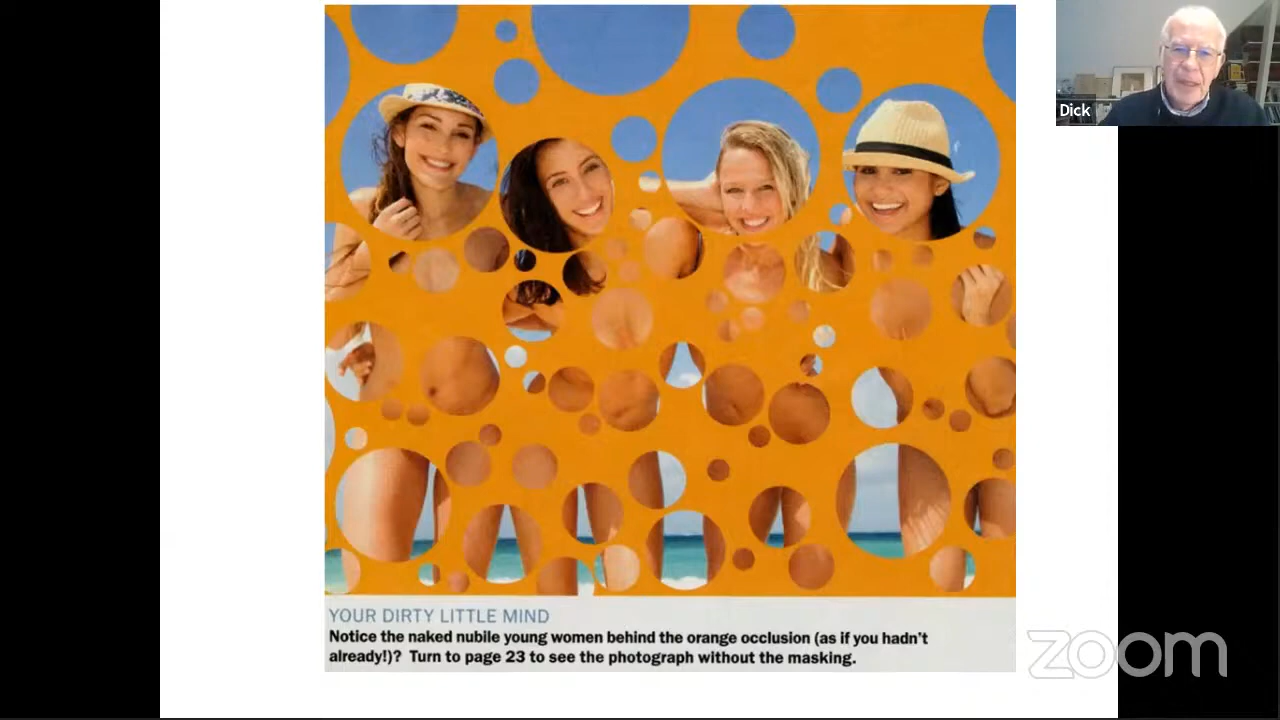 Dick
YOUR DIRTY LITTLE MIND
Notice the naked nubile young women behind the orange occlusion (as if you hadn't
already!)? Turn to page 23 to see the photograph without the masking.
zoom